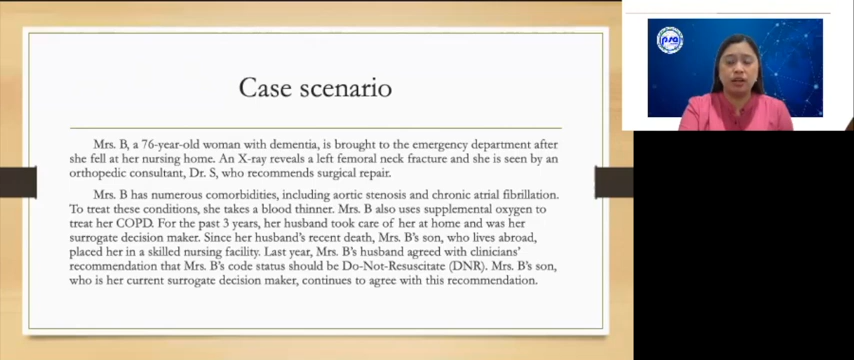 Case scenario
Mrs. B, a 76-year-old woman with dementia, is brought to the emergency department after
she fell at her nursing home. An X-ray reveals a left femoral neck fracture and she is seen by an
orthopedic consultant, Dr. S, who recommends surgical repair.
Mrs. B has numerous comorbidities, including aortic stenosis and chronic atrial fibrillation.
To treat these conditions, she takes a blood thinner. Mrs. B also uses supplemental oxygen to
treat her COPD. For the past 3 years, her husband took care of her at home and was her
surrogate decision maker. Since her husband's recent death, Mrs. B's son, who lives abroad,
placed her in a skilled nursing facility. Last year, Mrs. B's husband agreed with clinicians'
recommendation that Mrs. B's code status should be Do-Not-Resuscitate (DNR). Mrs. B's son,
who is her current surrogate decision maker, continues to agree with this recommendation.